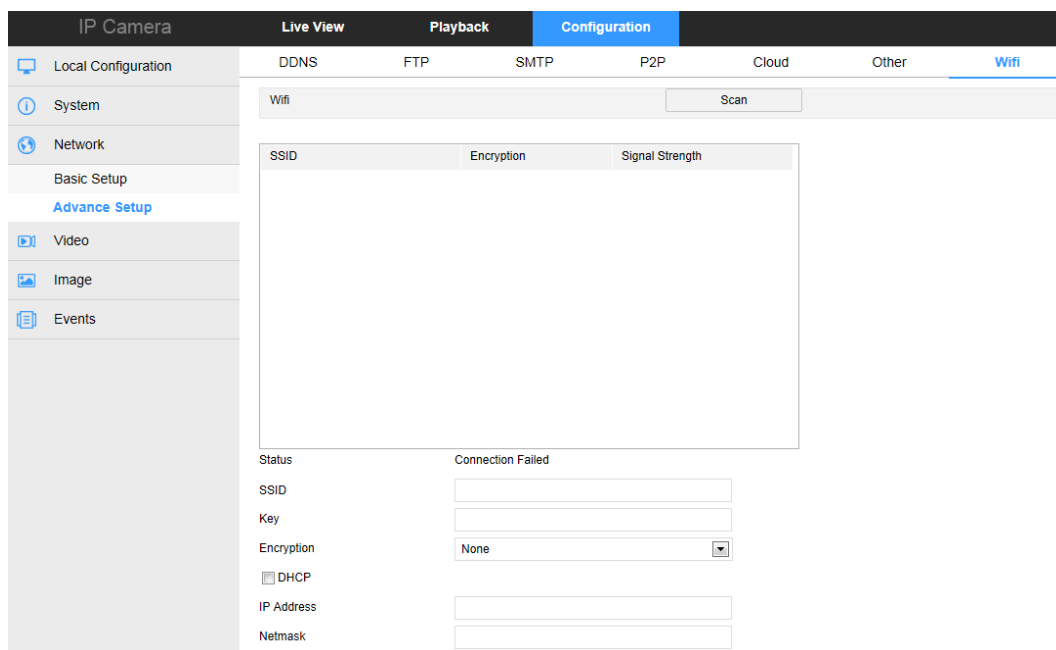 IP Camera Live View Playback Configuration
Local Configuration
System
Network
Basic Setup
Advance Setup
Video
Image
Events
DDNS FTP SMTP P2P Cloud Other Wifi
Wifi Scan
SSID Encryption Signal Strength
Status Connection Failed
SSID
Key
Encryption None
DHCP
IP Address
Netmask